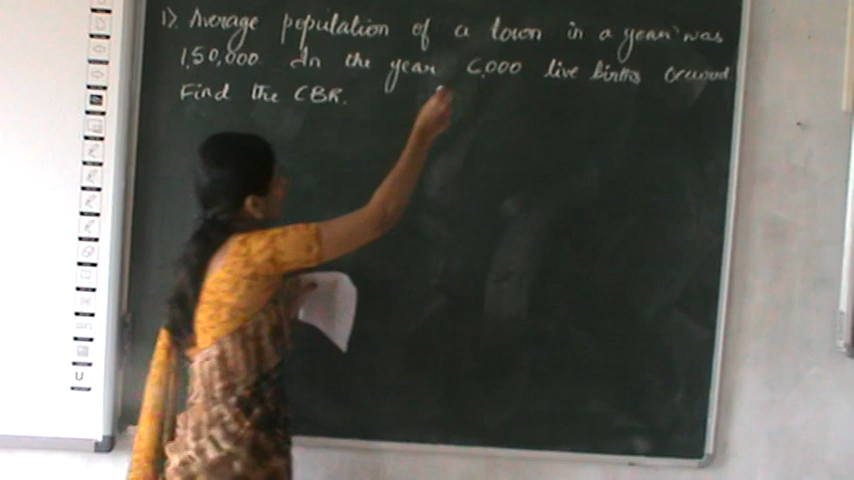 1). Average population of a town in a year was
1,50,000. In the year 6,000 live births occured.
Find the CBR.
U